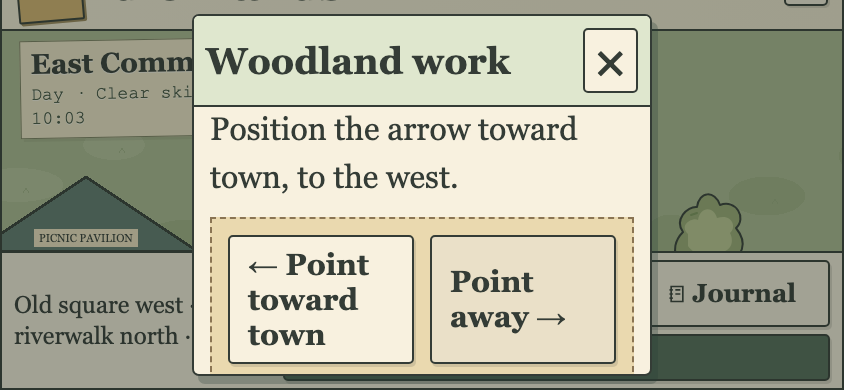 East Comm
Day · Clear ski
10:03
Woodland work
×
Position the arrow toward
town, to the west.
← Point
toward
town
Point
away →
PICNIC PAVILION
Old square west ·
riverwalk north ·
Journal